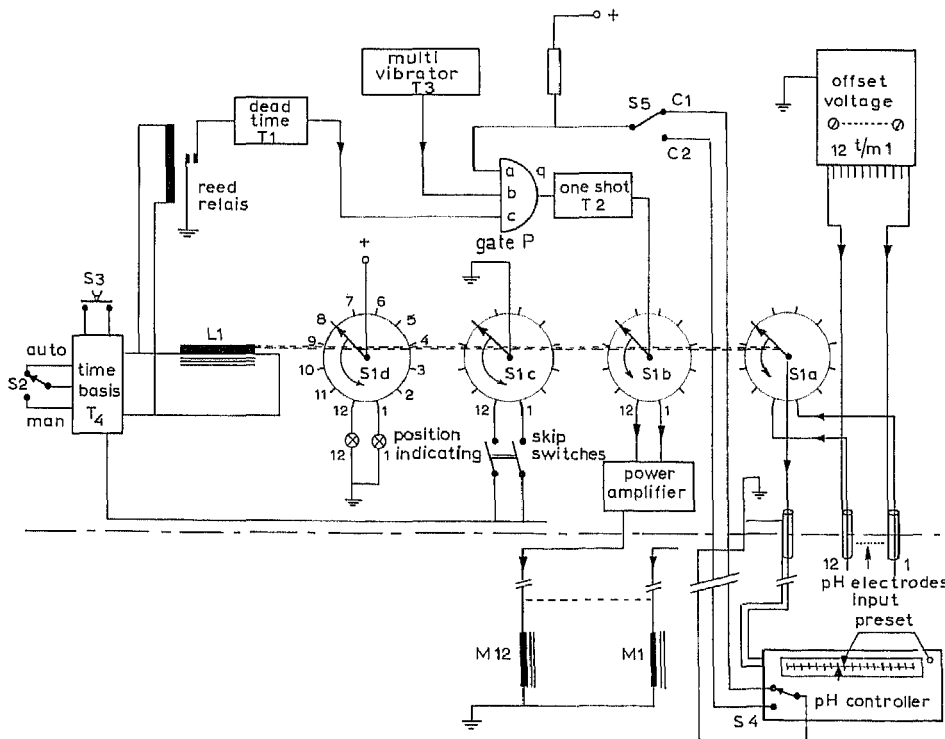 +
multi
vibrator
T3
dead
time
T1
reed
relais
S5
C1
C2
offset
voltage
12 t/m 1
a
b
c
q
gate P
one shot
T2
S3
L1
auto
S2
man
time
basis
T4
+
1
2
3
4
5
6
7
8
9
10
11
12
S1d
S1c
S1b
S1a
12
1
position
indicating
12
1
skip
switches
12
1
power
amplifier
12
1
pH electrodes
input
preset
M12
M1
S4
pH controller